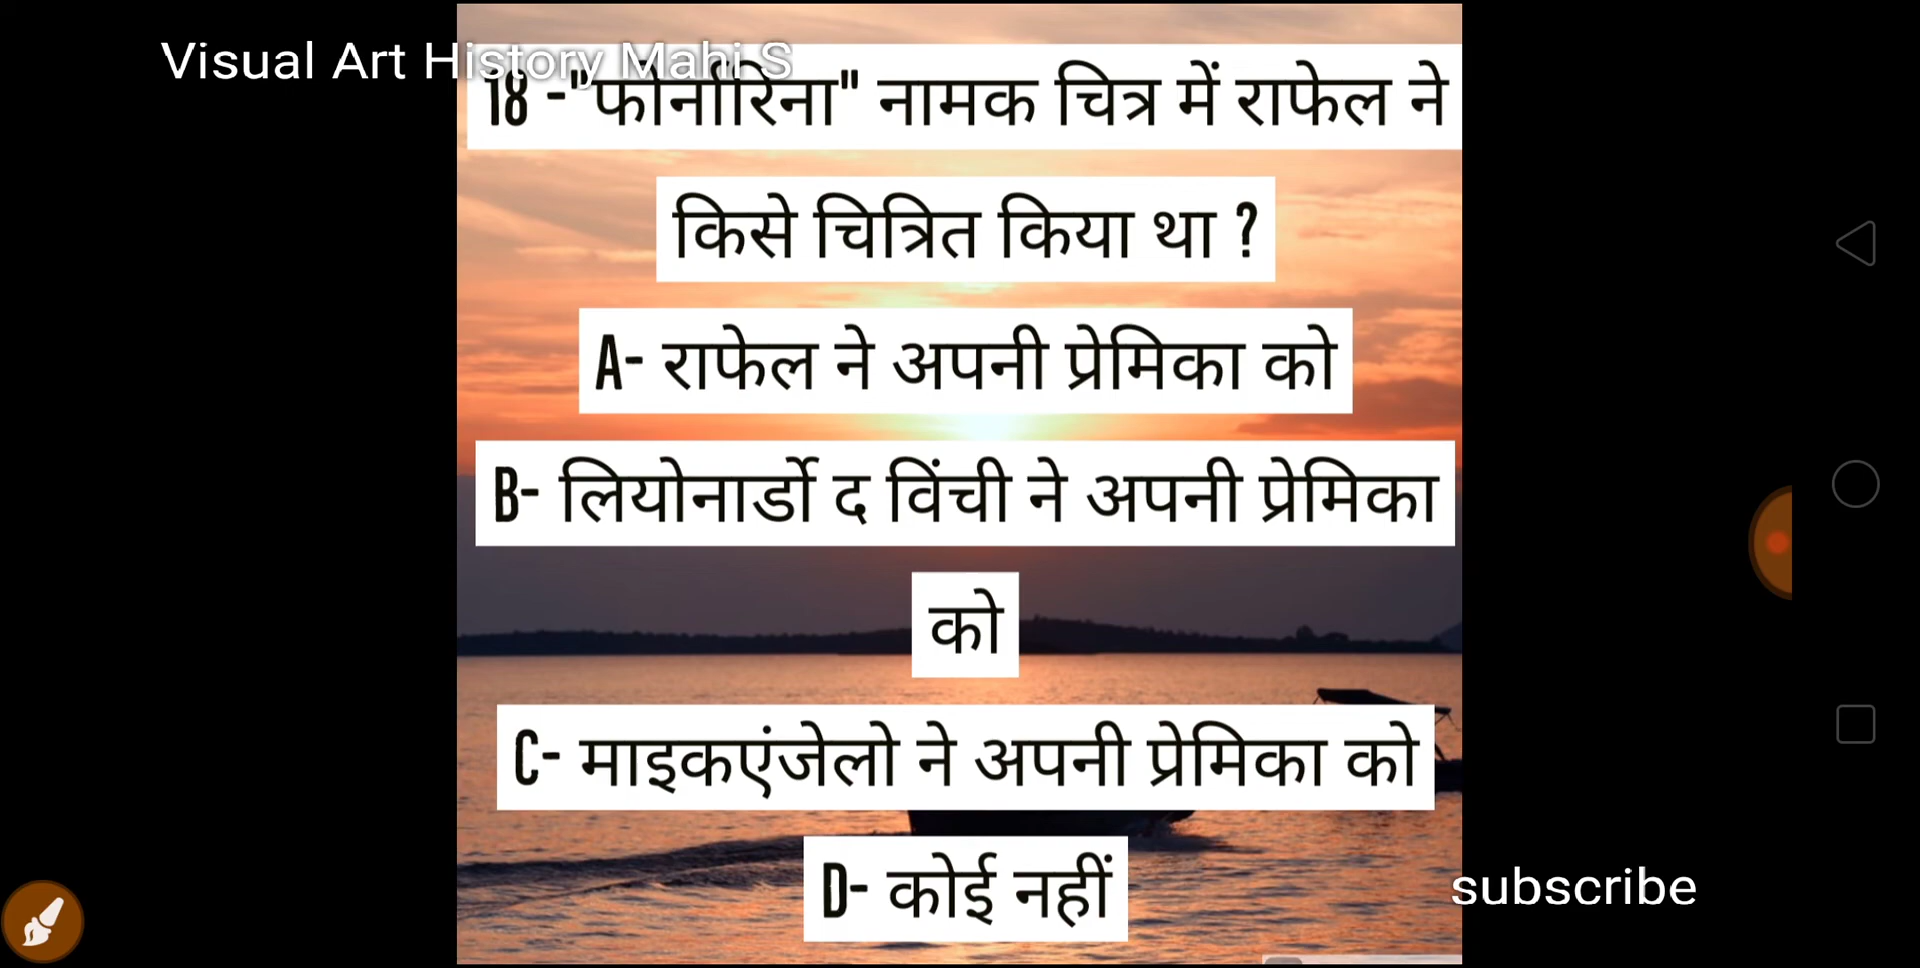 Visual Art History Mahi S
18 -"फोर्नारिना" नामक चित्र में राफेल ने
किसे चित्रित किया था ?
A- राफेल ने अपनी प्रेमिका को
B- लियोनार्डो द विंची ने अपनी प्रेमिका
को
C- माइकएंजेलो ने अपनी प्रेमिका को
D- कोई नहीं
subscribe